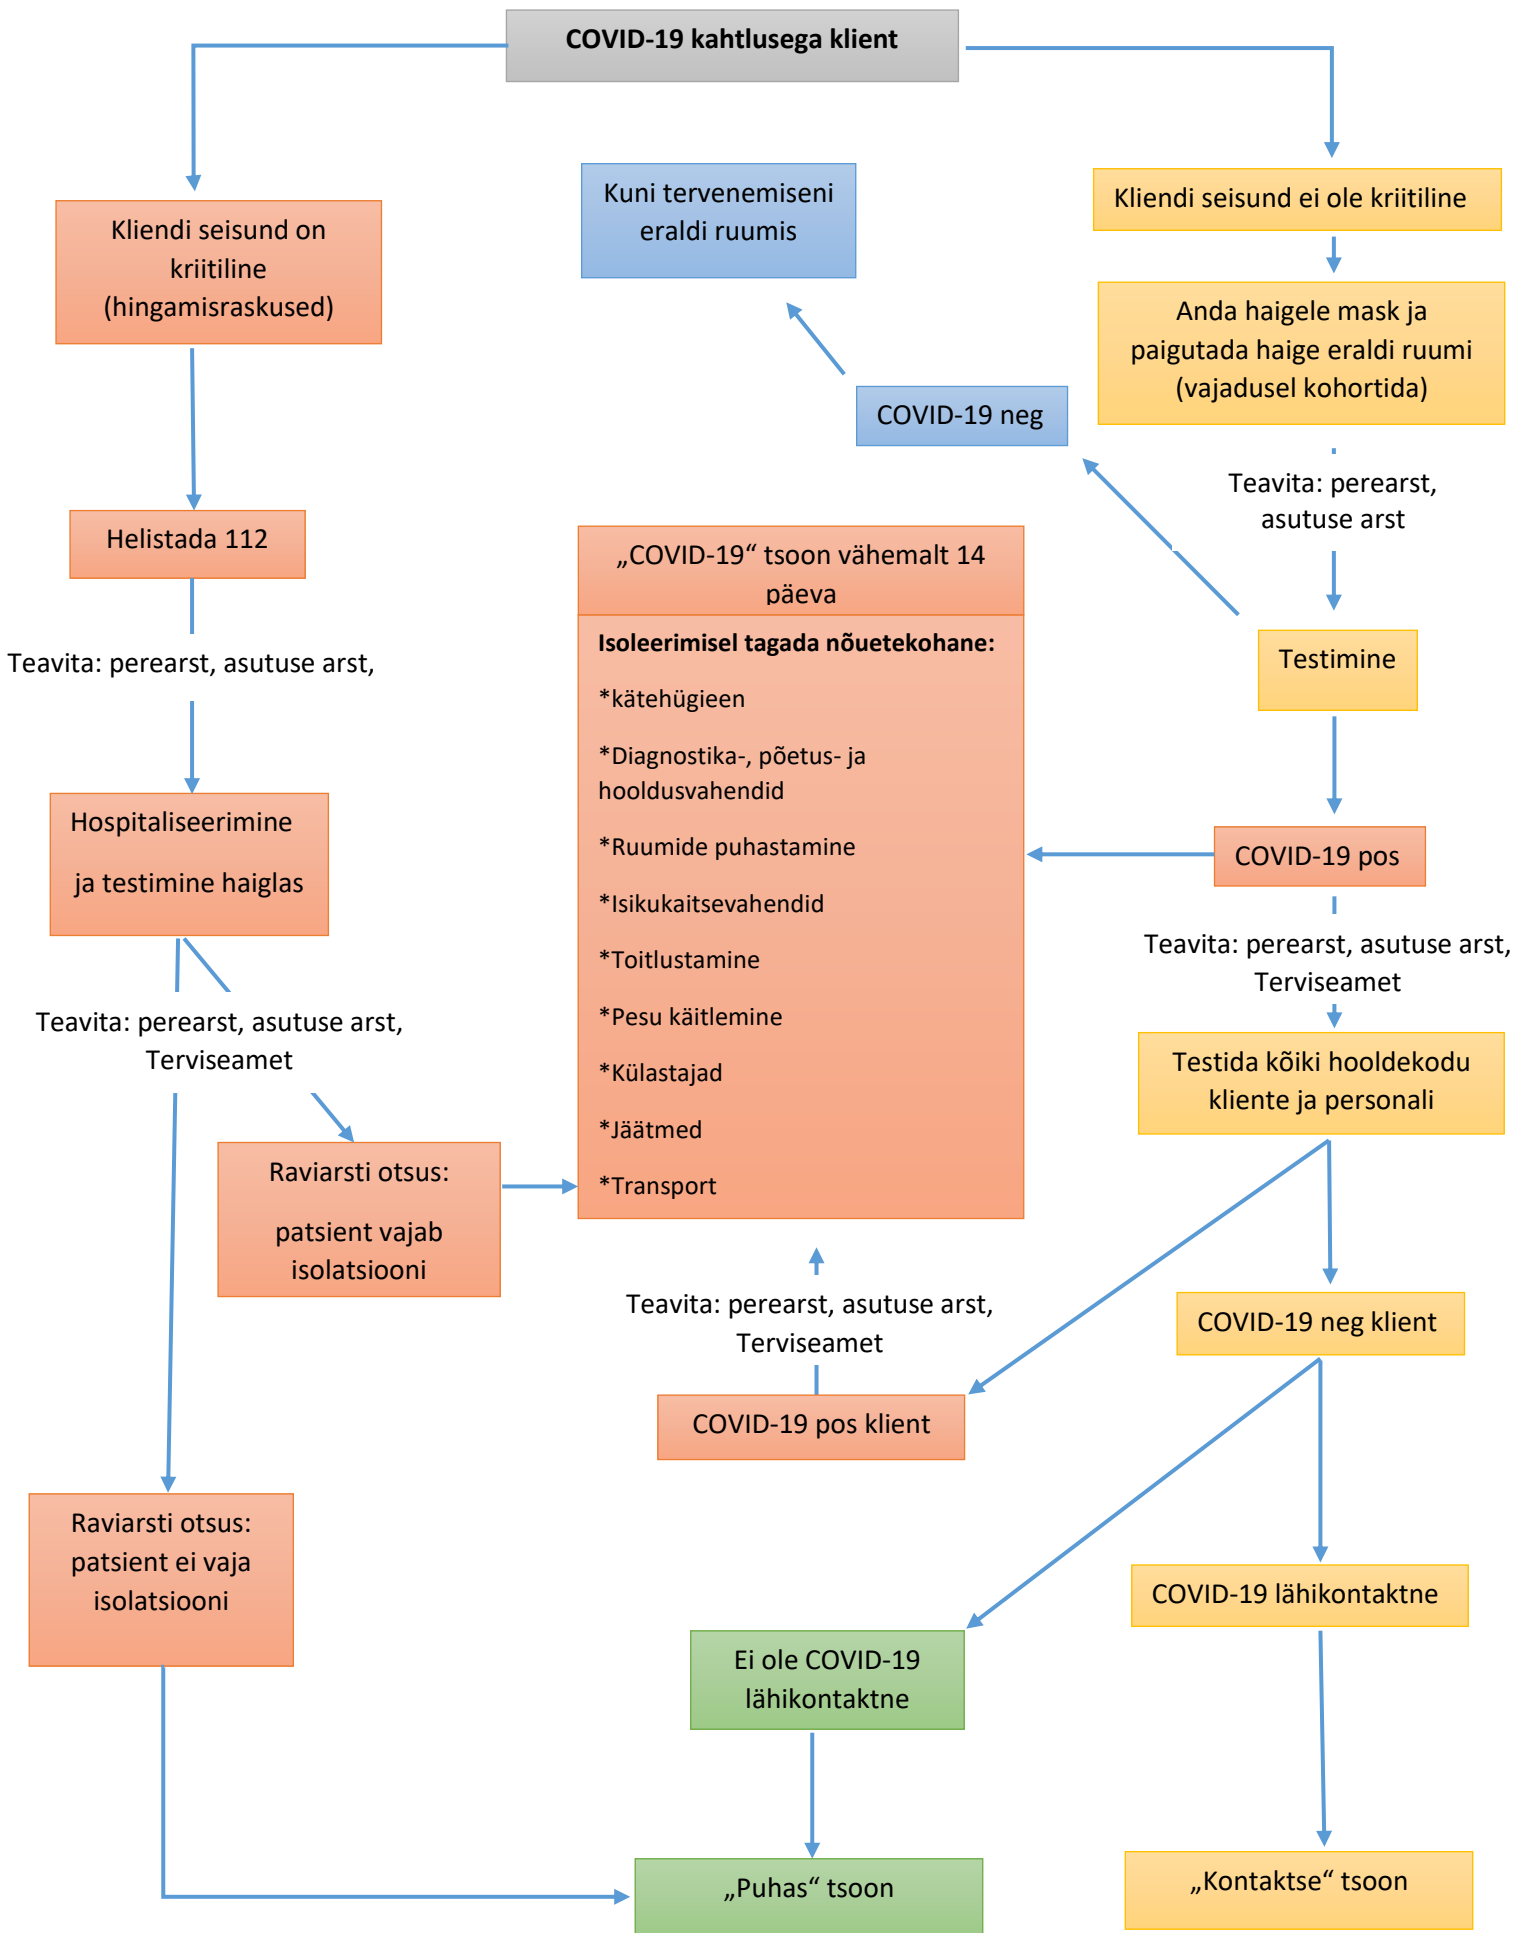 COVID-19 kahtlusega klient
Kuni tervenemiseni
eraldi ruumis
Kliendi seisund ei ole kriitiline
Kliendi seisund on
kriitiline
(hingamisraskused)
Anda haigele mask ja
paigutada haige eraldi ruumi
(vajadusel kohortida)
COVID-19 neg
Teavita: perearst,
asutuse arst
Helistada 112
„COVID-19“ tsoon vähemalt 14
päeva
Isoleerimisel tagada nõuetekohane:
*kätehügieen
*Diagnostika-, põetus- ja
hooldusvahendid
*Ruumide puhastamine
*Isikukaitsevahendid
*Toitlustamine
*Pesu käitlemine
*Külastajad
*Jäätmed
*Transport
Teavita: perearst, asutuse arst,
Testimine
Hospitaliseerimine
ja testimine haiglas
COVID-19 pos
Teavita: perearst, asutuse arst,
Terviseamet
Teavita: perearst, asutuse arst,
Terviseamet
Testida kõiki hooldekodu
kliente ja personali
Raviarsti otsus:
patsient vajab
isolatsiooni
Teavita: perearst, asutuse arst,
Terviseamet
COVID-19 neg klient
COVID-19 pos klient
Raviarsti otsus:
patsient ei vaja
isolatsiooni
COVID-19 lähikontaktne
Ei ole COVID-19
lähikontaktne
„Puhas“ tsoon
„Kontaktse“ tsoon